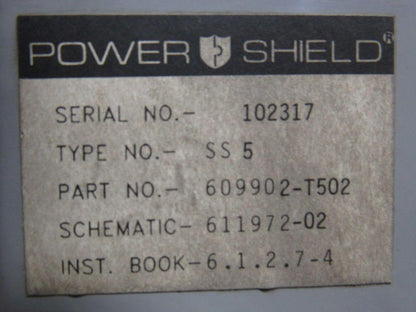 POWER SHIELD®
SERIAL NO.- 102317
TYPE NO.- SS 5
PART NO.- 609902-T502
SCHEMATIC- 611972-02
INST. BOOK- 6.1.2.7-4